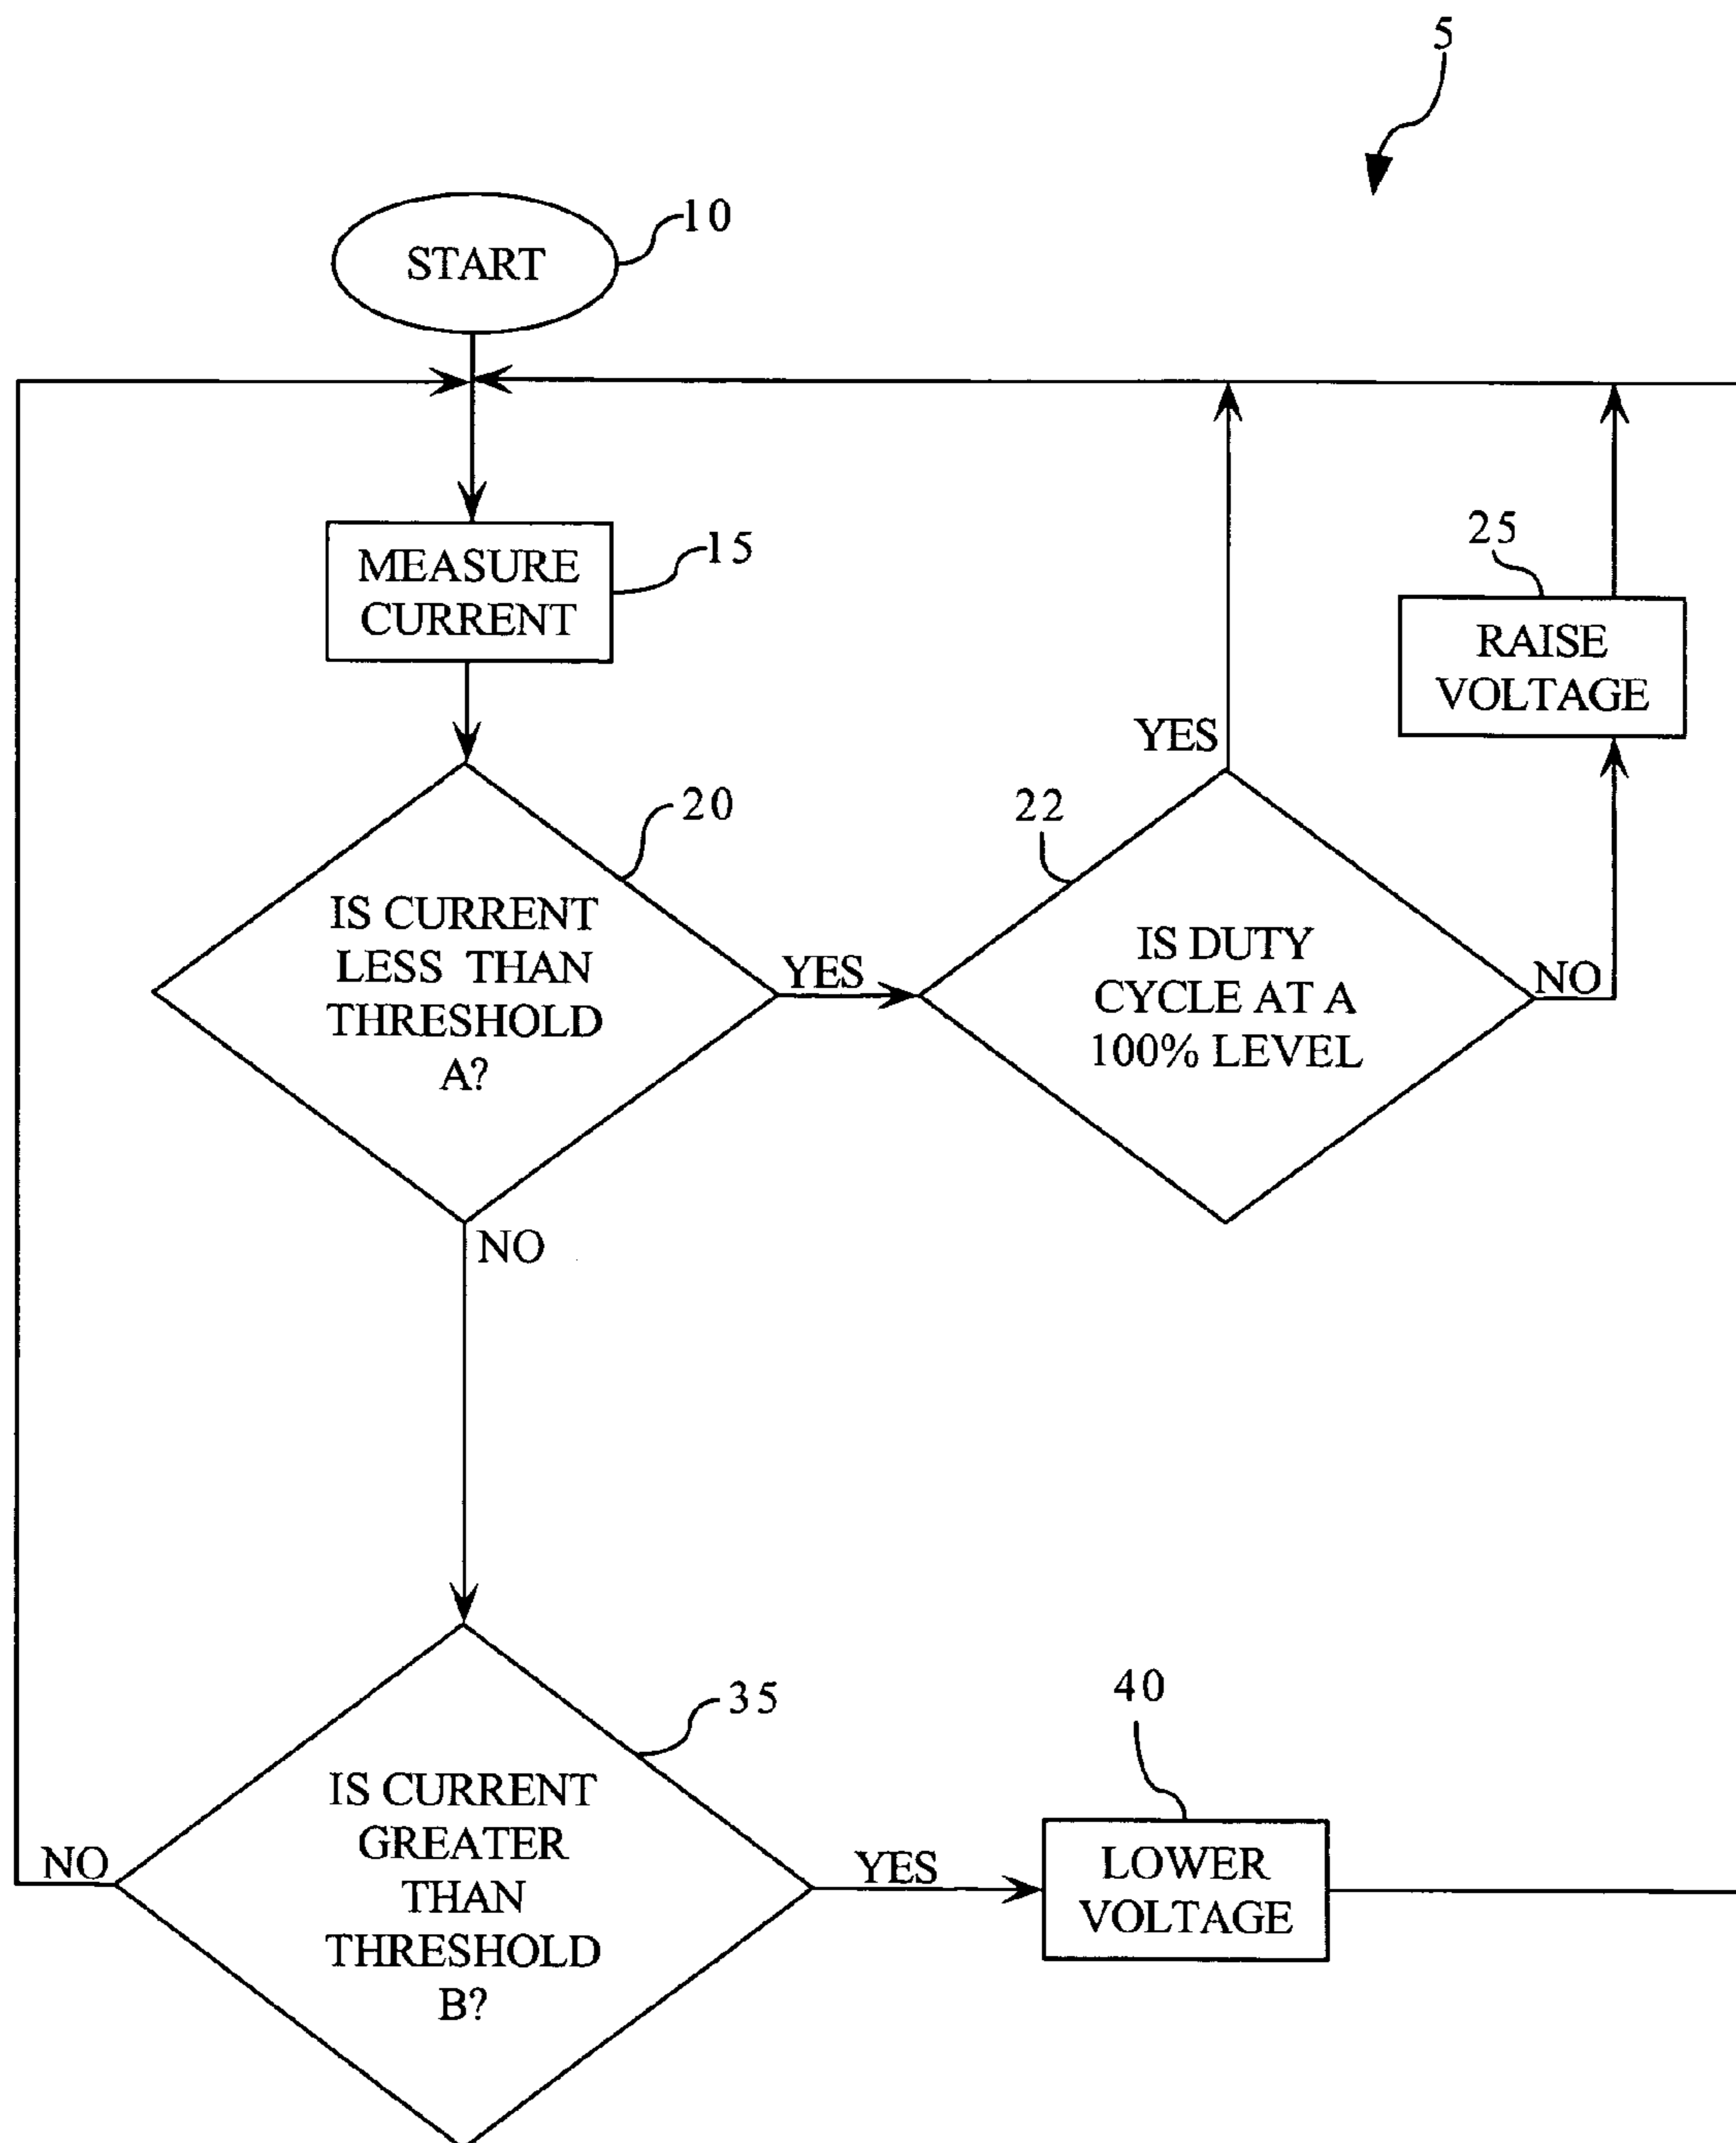 5
10
START
MEASURE
CURRENT
15
25
RAISE
VOLTAGE
YES
20
22
IS CURRENT
LESS THAN
THRESHOLD
A?
YES
IS DUTY
CYCLE AT A
100% LEVEL
NO
NO
35
40
IS CURRENT
GREATER
THAN
THRESHOLD
B?
NO
YES
LOWER
VOLTAGE